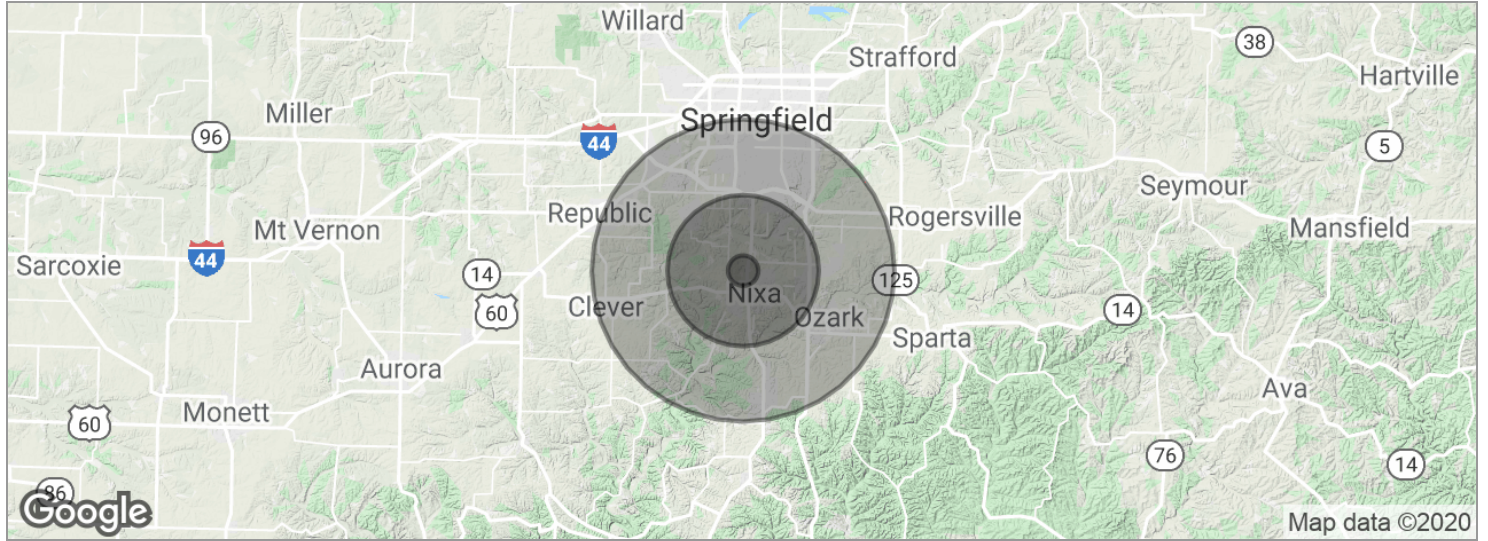 Willard
38
Strafford
Hartville
Miller
Springfield
96
44
5
Seymour
Republic
Rogersville
Mt Vernon
Mansfield
44
Sarcoxie
14
125
Nixa
Clever
60
14
Ozark
Sparta
Aurora
Ava
Monett
60
76
14
86
Google
Map data ©2020